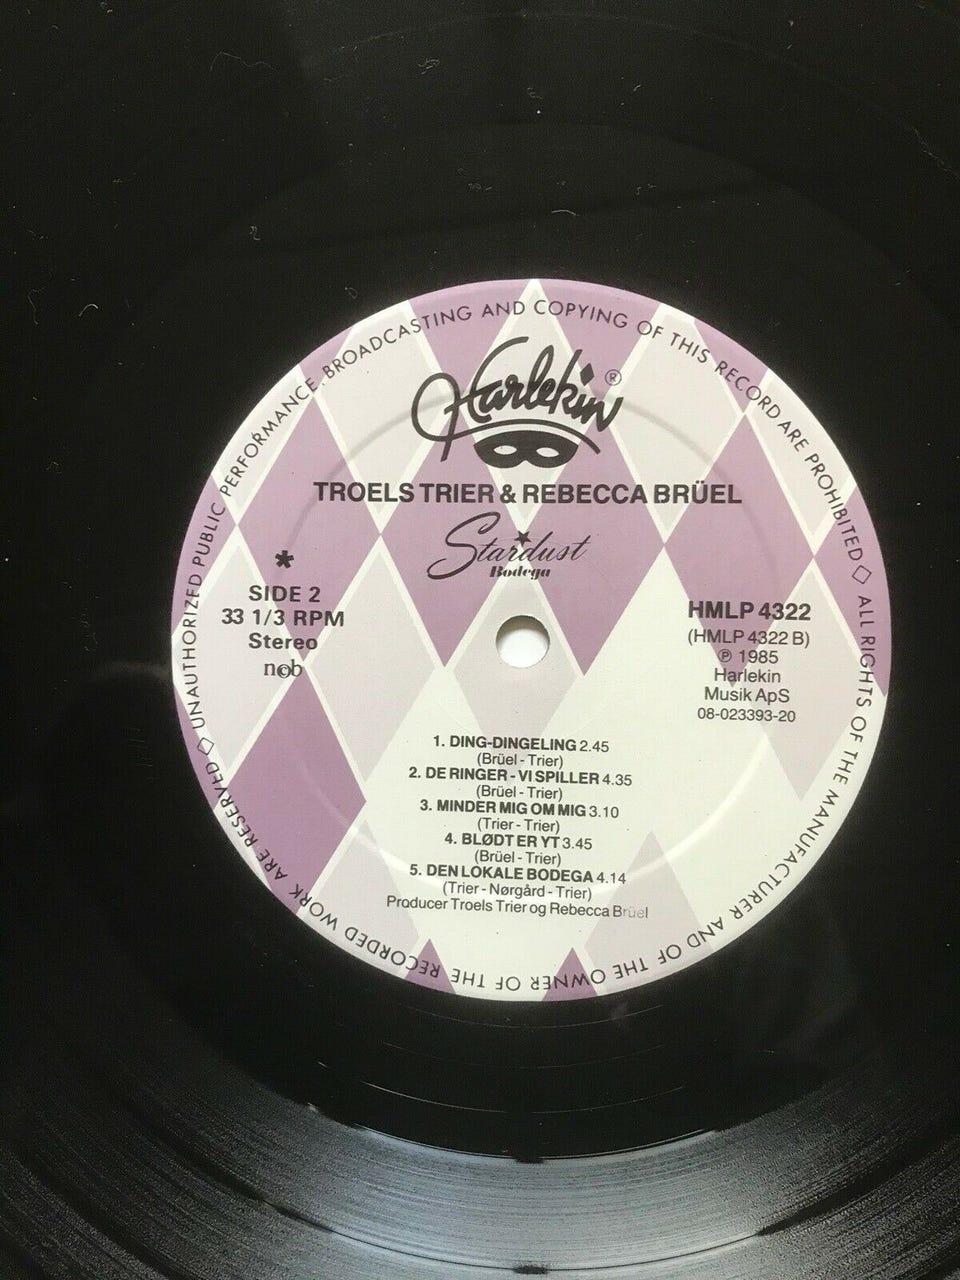 ◇ UNAUTHORIZED PUBLIC PERFORMANCE, BROADCASTING AND COPYING OF THIS RECORD ARE PROHIBITED ◇ ALL RIGHTS OF THE MANUFACTURER AND OF THE OWNER OF THE RECORDED WORK ARE RESERVED
Harlekin ®
TROELS TRIER & REBECCA BRÜEL
Stardust
Bodega
*
SIDE 2
33 1/3 RPM
Stereo
n©b
HMLP 4322
(HMLP 4322 B)
℗ 1985
Harlekin
Musik ApS
08-023393-20
1. DING-DINGELING 2.45
(Brüel - Trier)
2. DE RINGER - VI SPILLER 4.35
(Brüel - Trier)
3. MINDER MIG OM MIG 3.10
(Trier - Trier)
4. BLØDT ER YT 3.45
(Brüel - Trier)
5. DEN LOKALE BODEGA 4.14
(Trier - Nørgård - Trier)
Producer Troels Trier og Rebecca Brüel